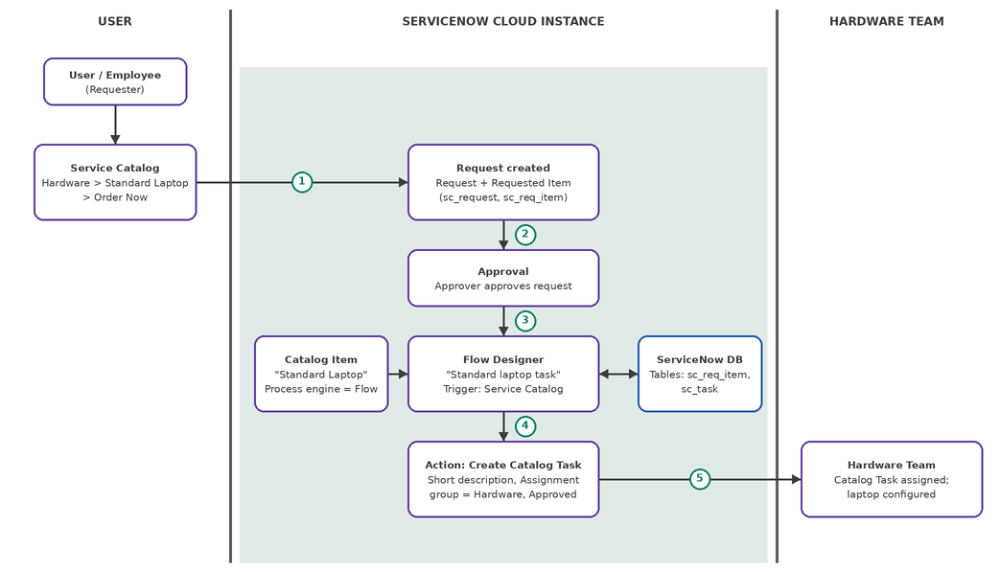 USER
SERVICENOW CLOUD INSTANCE
HARDWARE TEAM
User / Employee
(Requester)
Service Catalog
Hardware > Standard Laptop
> Order Now
1
Request created
Request + Requested Item
(sc_request, sc_req_item)
2
Approval
Approver approves request
3
Catalog Item
"Standard Laptop"
Process engine = Flow
Flow Designer
"Standard laptop task"
Trigger: Service Catalog
ServiceNow DB
Tables: sc_req_item,
sc_task
4
Action: Create Catalog Task
Short description, Assignment
group = Hardware, Approved
5
Hardware Team
Catalog Task assigned;
laptop configured